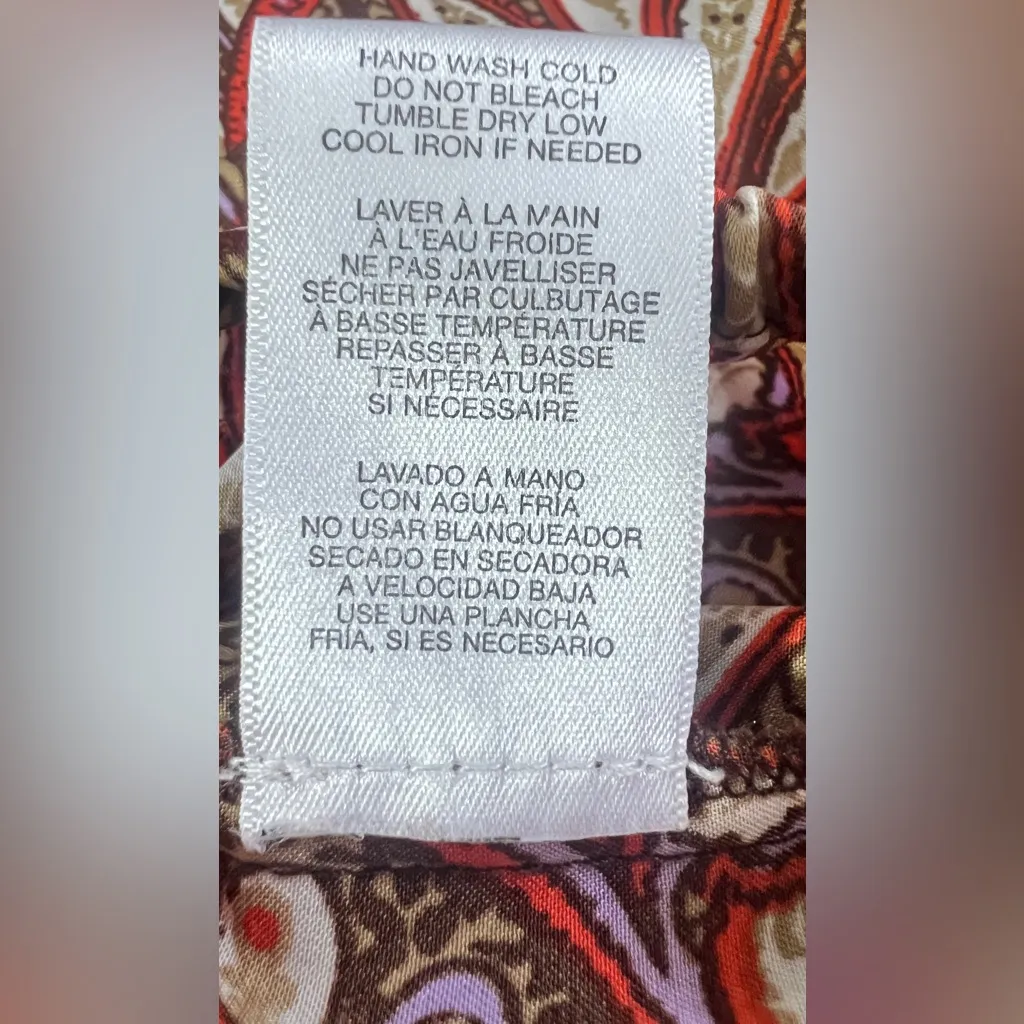 HAND WASH COLD
DO NOT BLEACH
TUMBLE DRY LOW
COOL IRON IF NEEDED
LAVER À LA MAIN
À L'EAU FROIDE
NE PAS JAVELLISER
SÉCHER PAR CULBUTAGE
À BASSE TEMPÉRATURE
REPASSER À BASSE
TEMPÉRATURE
SI NÉCESSAIRE
LAVADO A MANO
CON AGUA FRÍA
NO USAR BLANQUEADOR
SECADO EN SECADORA
A VELOCIDAD BAJA
USE UNA PLANCHA
FRÍA, SI ES NECESARIO